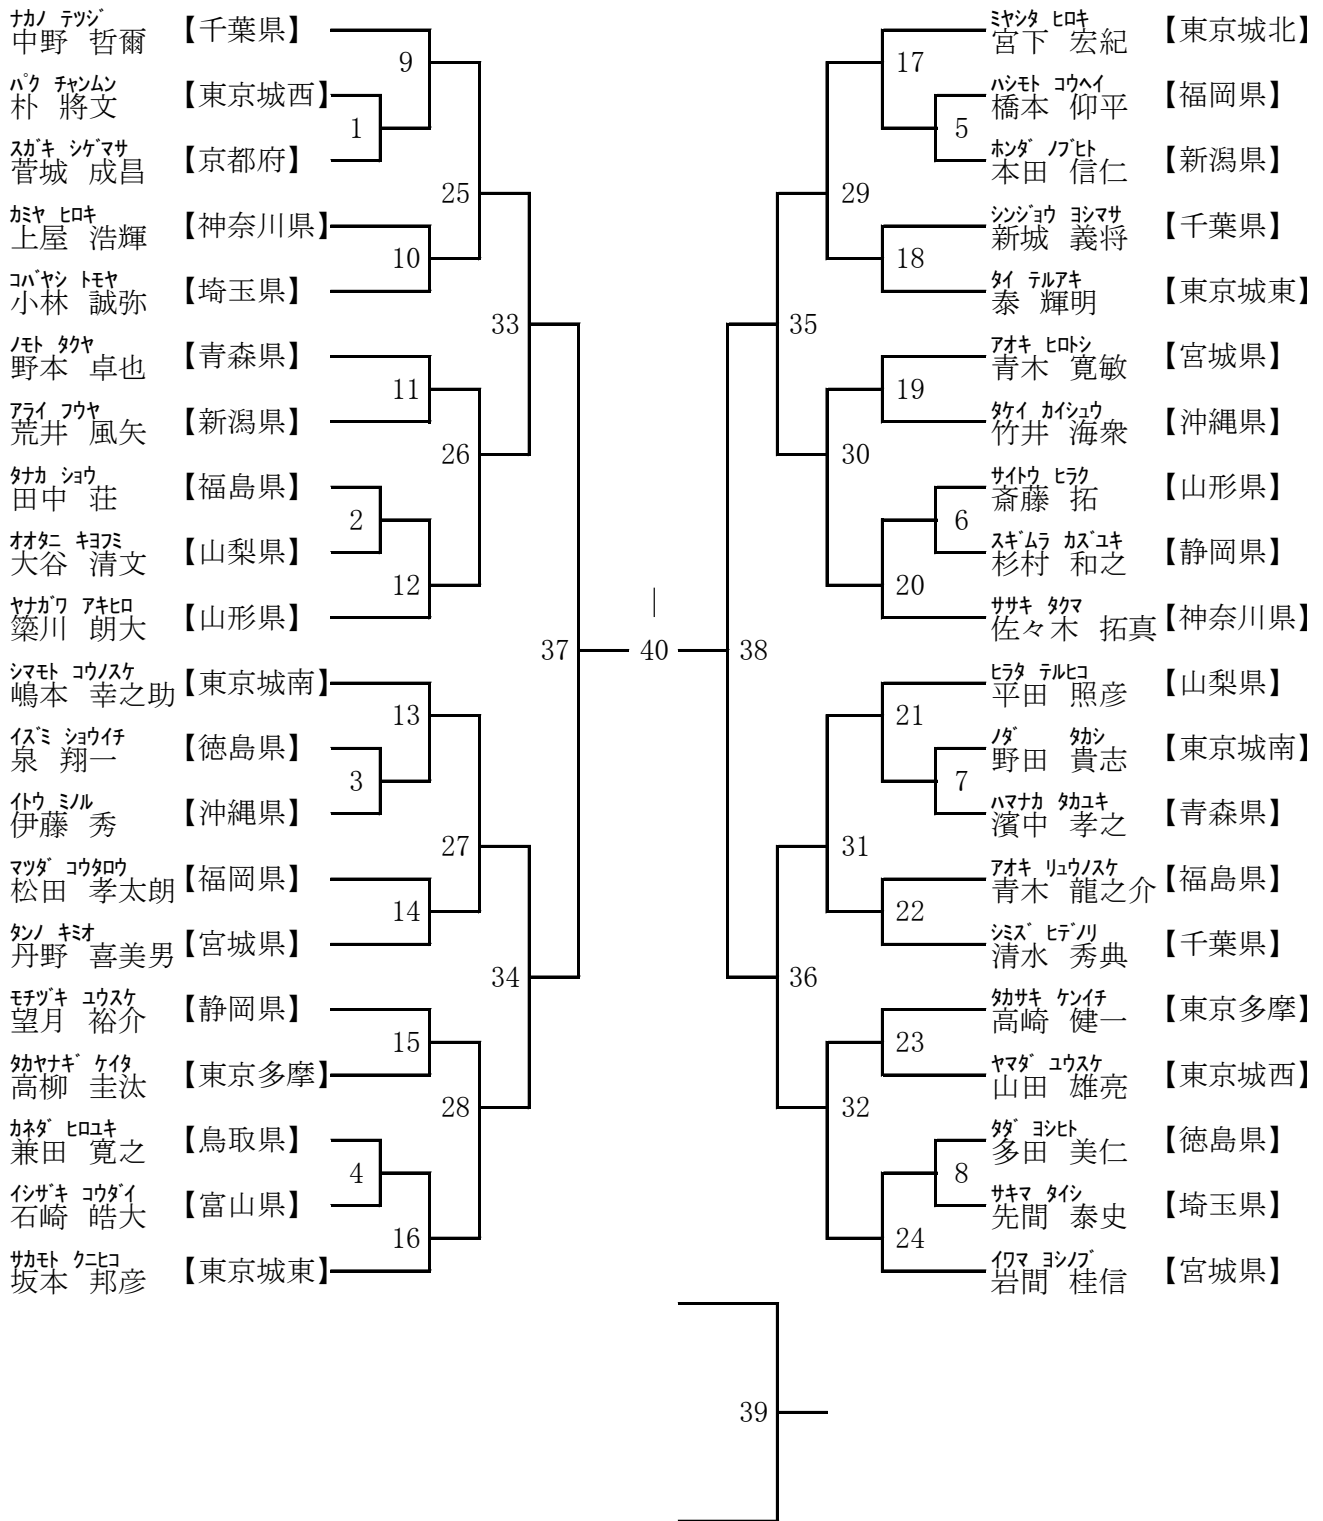 ナカノ テツジ
中野 哲爾 【千葉県】
9
パク チャンムン
朴 將文 【東京城西】
1
スガキ シゲマサ
菅城 成昌 【京都府】
25
カミヤ ヒロキ
上屋 浩輝 【神奈川県】
10
コバヤシ トモヤ
小林 誠弥 【埼玉県】
33
ノモト タクヤ
野本 卓也 【青森県】
11
アライ フウヤ
荒井 風矢 【新潟県】
26
タナカ ショウ
田中 荘 【福島県】
2
オオタニ キヨフミ
大谷 清文 【山梨県】
12
ヤナガワ アキヒロ
簗川 朗大 【山形県】
37
シマモト コウノスケ
嶋本 幸之助 【東京城南】
13
イズミ ショウイチ
泉 翔一 【徳島県】
3
イトウ ミノル
伊藤 秀 【沖縄県】
27
マツダ コウタロウ
松田 孝太朗 【福岡県】
14
タンノ キミオ
丹野 喜美男 【宮城県】
34
モチヅキ ユウスケ
望月 裕介 【静岡県】
15
タカヤナギ ケイタ
高柳 圭汰 【東京多摩】
28
カネダ ヒロユキ
兼田 寛之 【鳥取県】
4
イシザキ コウダイ
石崎 皓大 【富山県】
16
サカモト クニヒコ
坂本 邦彦 【東京城東】
|
40
ミヤシタ ヒロキ
宮下 宏紀 【東京城北】
17
ハシモト コウヘイ
橋本 仰平 【福岡県】
5
ホンダ ノブヒト
本田 信仁 【新潟県】
29
シンジョウ ヨシマサ
新城 義将 【千葉県】
18
タイ テルアキ
泰 輝明 【東京城東】
35
アオキ ヒロトシ
青木 寛敏 【宮城県】
19
タケイ カイシュウ
竹井 海衆 【沖縄県】
30
サイトウ ヒラク
斎藤 拓 【山形県】
6
スギムラ カズユキ
杉村 和之 【静岡県】
20
ササキ タクマ
佐々木 拓真 【神奈川県】
38
ヒラタ テルヒコ
平田 照彦 【山梨県】
21
ノダ タカシ
野田 貴志 【東京城南】
7
ハマナカ タカユキ
濱中 孝之 【青森県】
31
アオキ リュウノスケ
青木 龍之介 【福島県】
22
シミズ ヒデノリ
清水 秀典 【千葉県】
36
タカサキ ケンイチ
高崎 健一 【東京多摩】
23
ヤマダ ユウスケ
山田 雄亮 【東京城西】
32
タダ ヨシヒト
多田 美仁 【徳島県】
8
サキマ タイシ
先間 泰史 【埼玉県】
24
イワマ ヨシノブ
岩間 桂信 【宮城県】
39